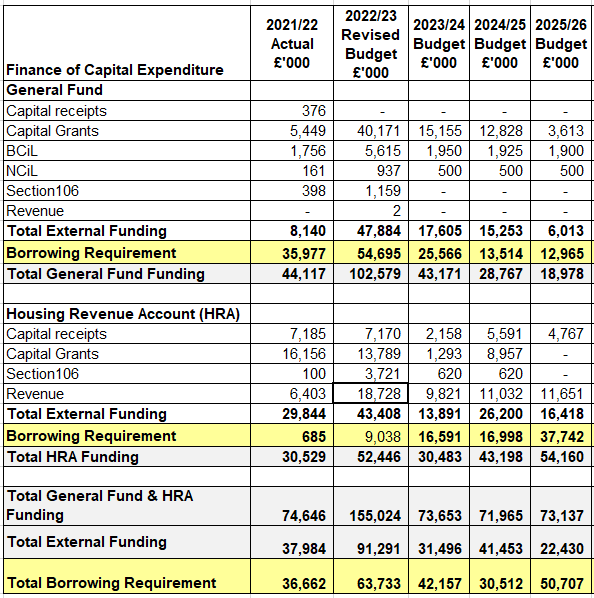 Finance of Capital Expenditure 2021/22 Actual £'000 2022/23 Revised Budget £'000 2023/24 Budget £'000 2024/25 Budget £'000 2025/26 Budget £'000
General Fund
Capital receipts 376 - - - -
Capital Grants 5,449 40,171 15,155 12,828 3,613
BCiL 1,756 5,615 1,950 1,925 1,900
NCiL 161 937 500 500 500
Section106 398 1,159 - - -
Revenue - 2 - - -
Total External Funding 8,140 47,884 17,605 15,253 6,013
Borrowing Requirement 35,977 54,695 25,566 13,514 12,965
Total General Fund Funding 44,117 102,579 43,171 28,767 18,978
Housing Revenue Account (HRA)
Capital receipts 7,185 7,170 2,158 5,591 4,767
Capital Grants 16,156 13,789 1,293 8,957 -
Section106 100 3,721 620 620 -
Revenue 6,403 18,728 9,821 11,032 11,651
Total External Funding 29,844 43,408 13,891 26,200 16,418
Borrowing Requirement 685 9,038 16,591 16,998 37,742
Total HRA Funding 30,529 52,446 30,483 43,198 54,160
Total General Fund & HRA
Funding 74,646 155,024 73,653 71,965 73,137
Total External Funding 37,984 91,291 31,496 41,453 22,430
Total Borrowing Requirement 36,662 63,733 42,157 30,512 50,707